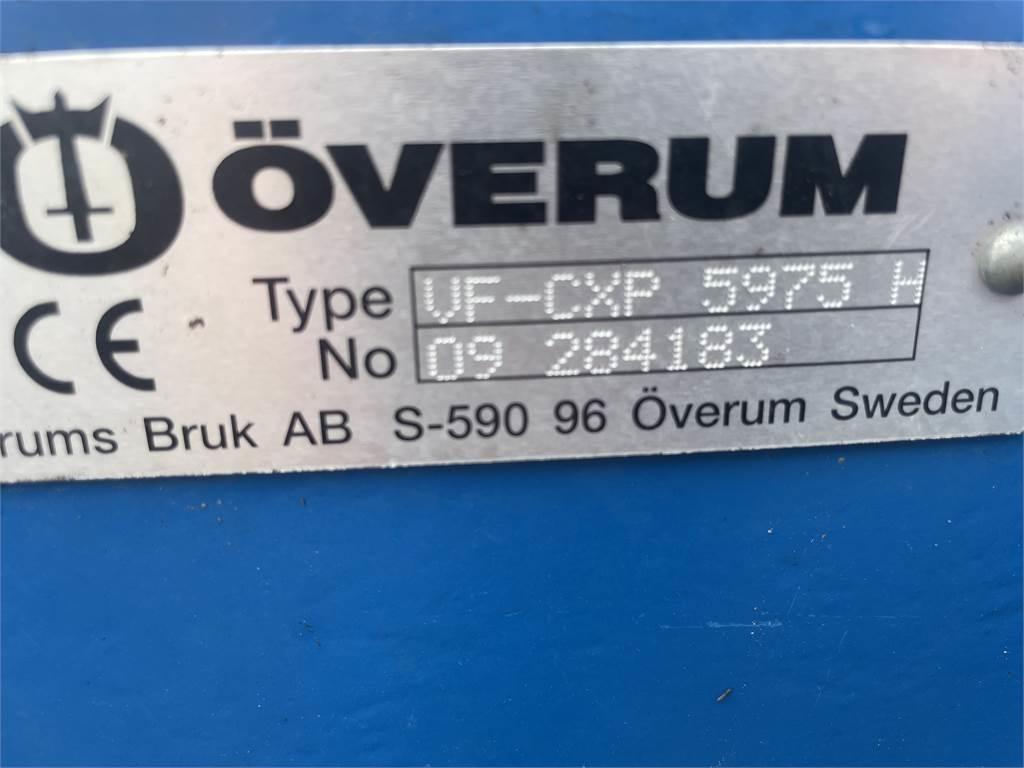 ÖVERUM
CE
Type VF-CXP 5975 H
No 09 284183
rums Bruk AB S-590 96 Överum Sweden